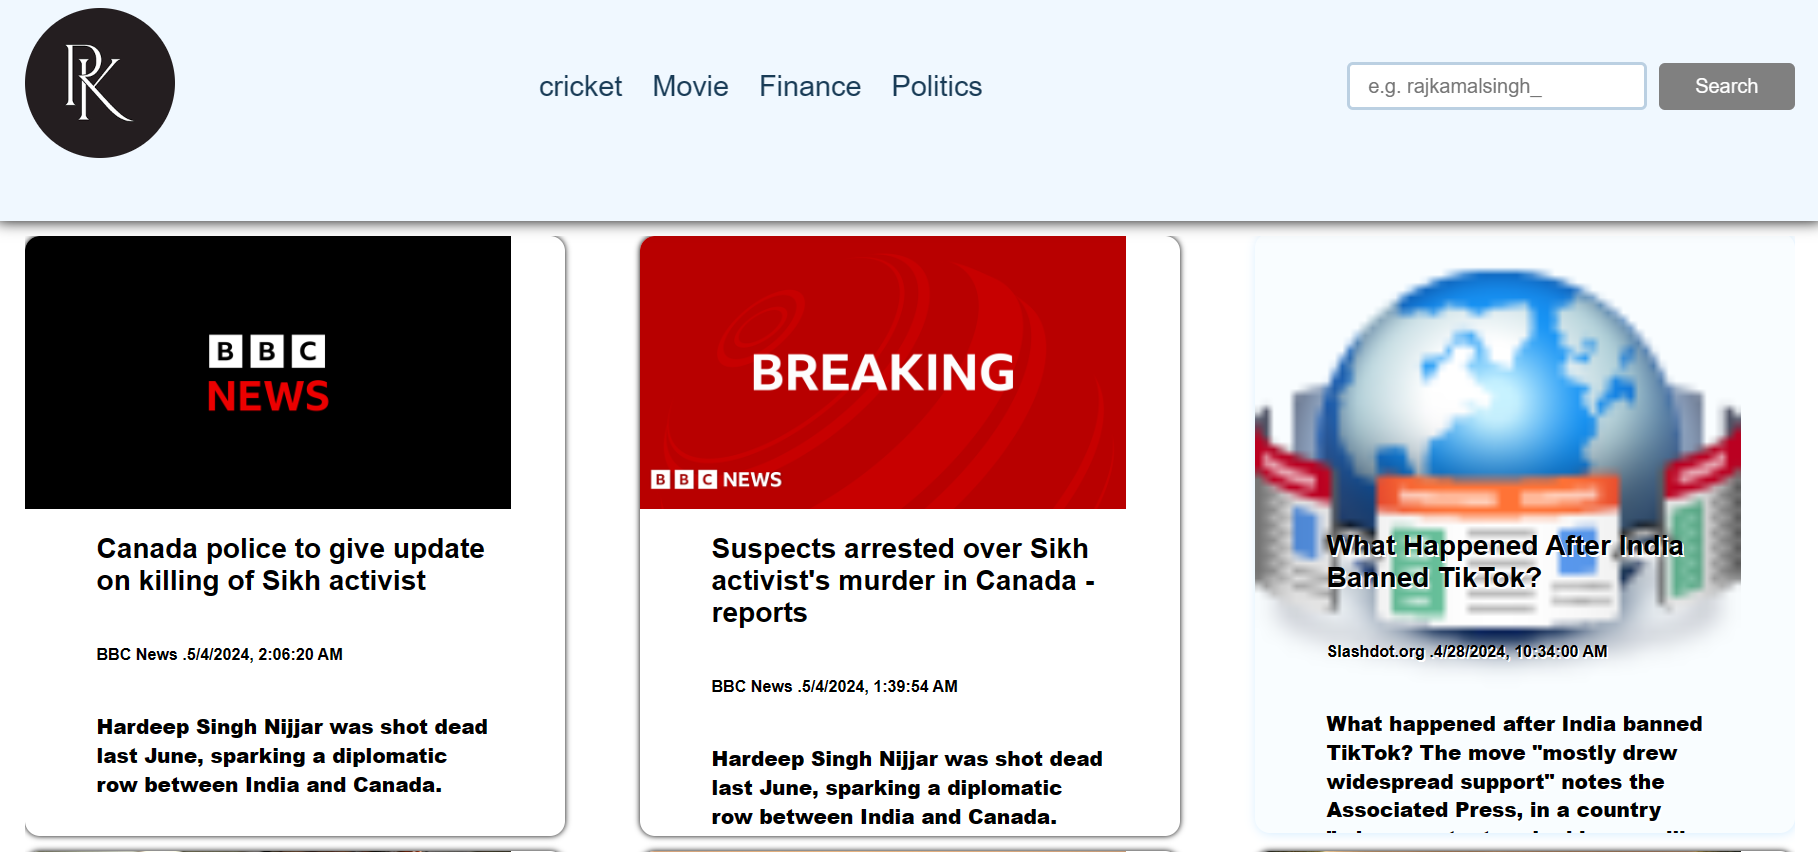 RK
cricket Movie Finance Politics
e.g. rajkamalsingh_ Search
BBC
NEWS
Canada police to give update
on killing of Sikh activist
BBC News .5/4/2024, 2:06:20 AM
Hardeep Singh Nijjar was shot dead
last June, sparking a diplomatic
row between India and Canada.
BREAKING
BBC NEWS
Suspects arrested over Sikh
activist's murder in Canada -
reports
BBC News .5/4/2024, 1:39:54 AM
Hardeep Singh Nijjar was shot dead
last June, sparking a diplomatic
row between India and Canada.
What Happened After India
Banned TikTok?
Slashdot.org .4/28/2024, 10:34:00 AM
What happened after India banned
TikTok? The move "mostly drew
widespread support" notes the
Associated Press, in a country